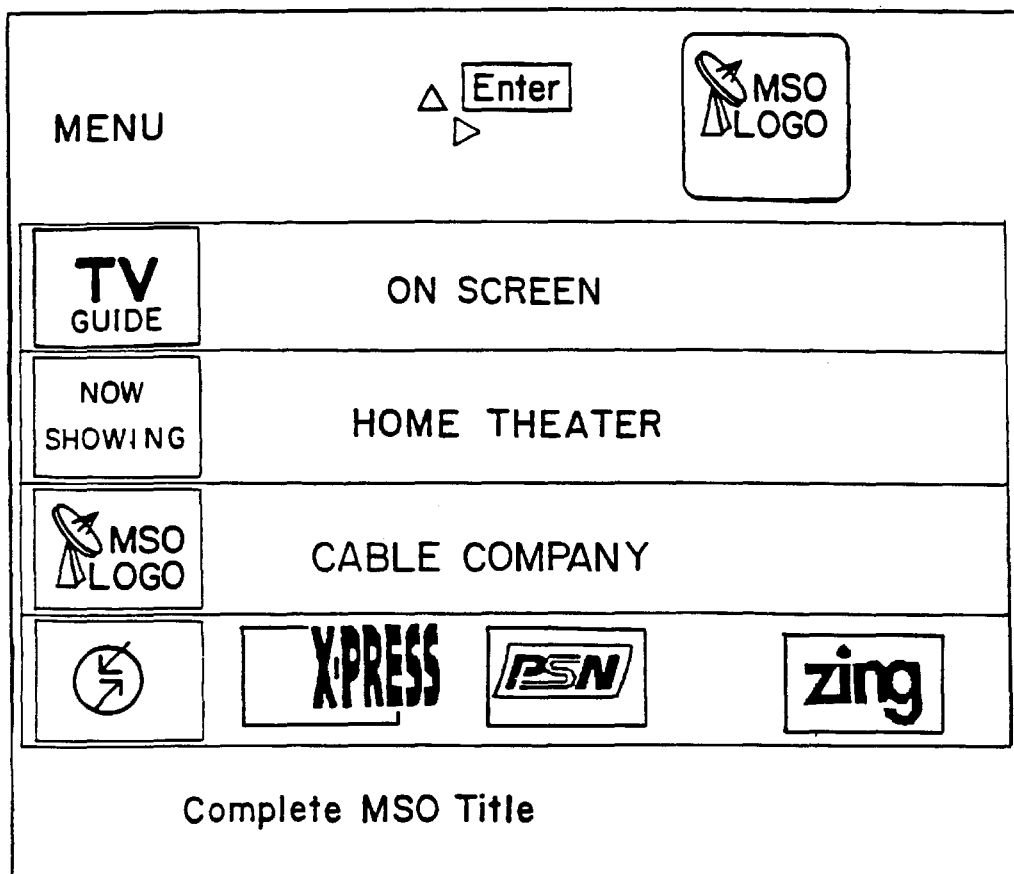 MENU
Enter
MSO
LOGO
TV
GUIDE
ON SCREEN
NOW
SHOWING
HOME THEATER
MSO
LOGO
CABLE COMPANY
X·PRESS
PSN
zing
Complete MSO Title